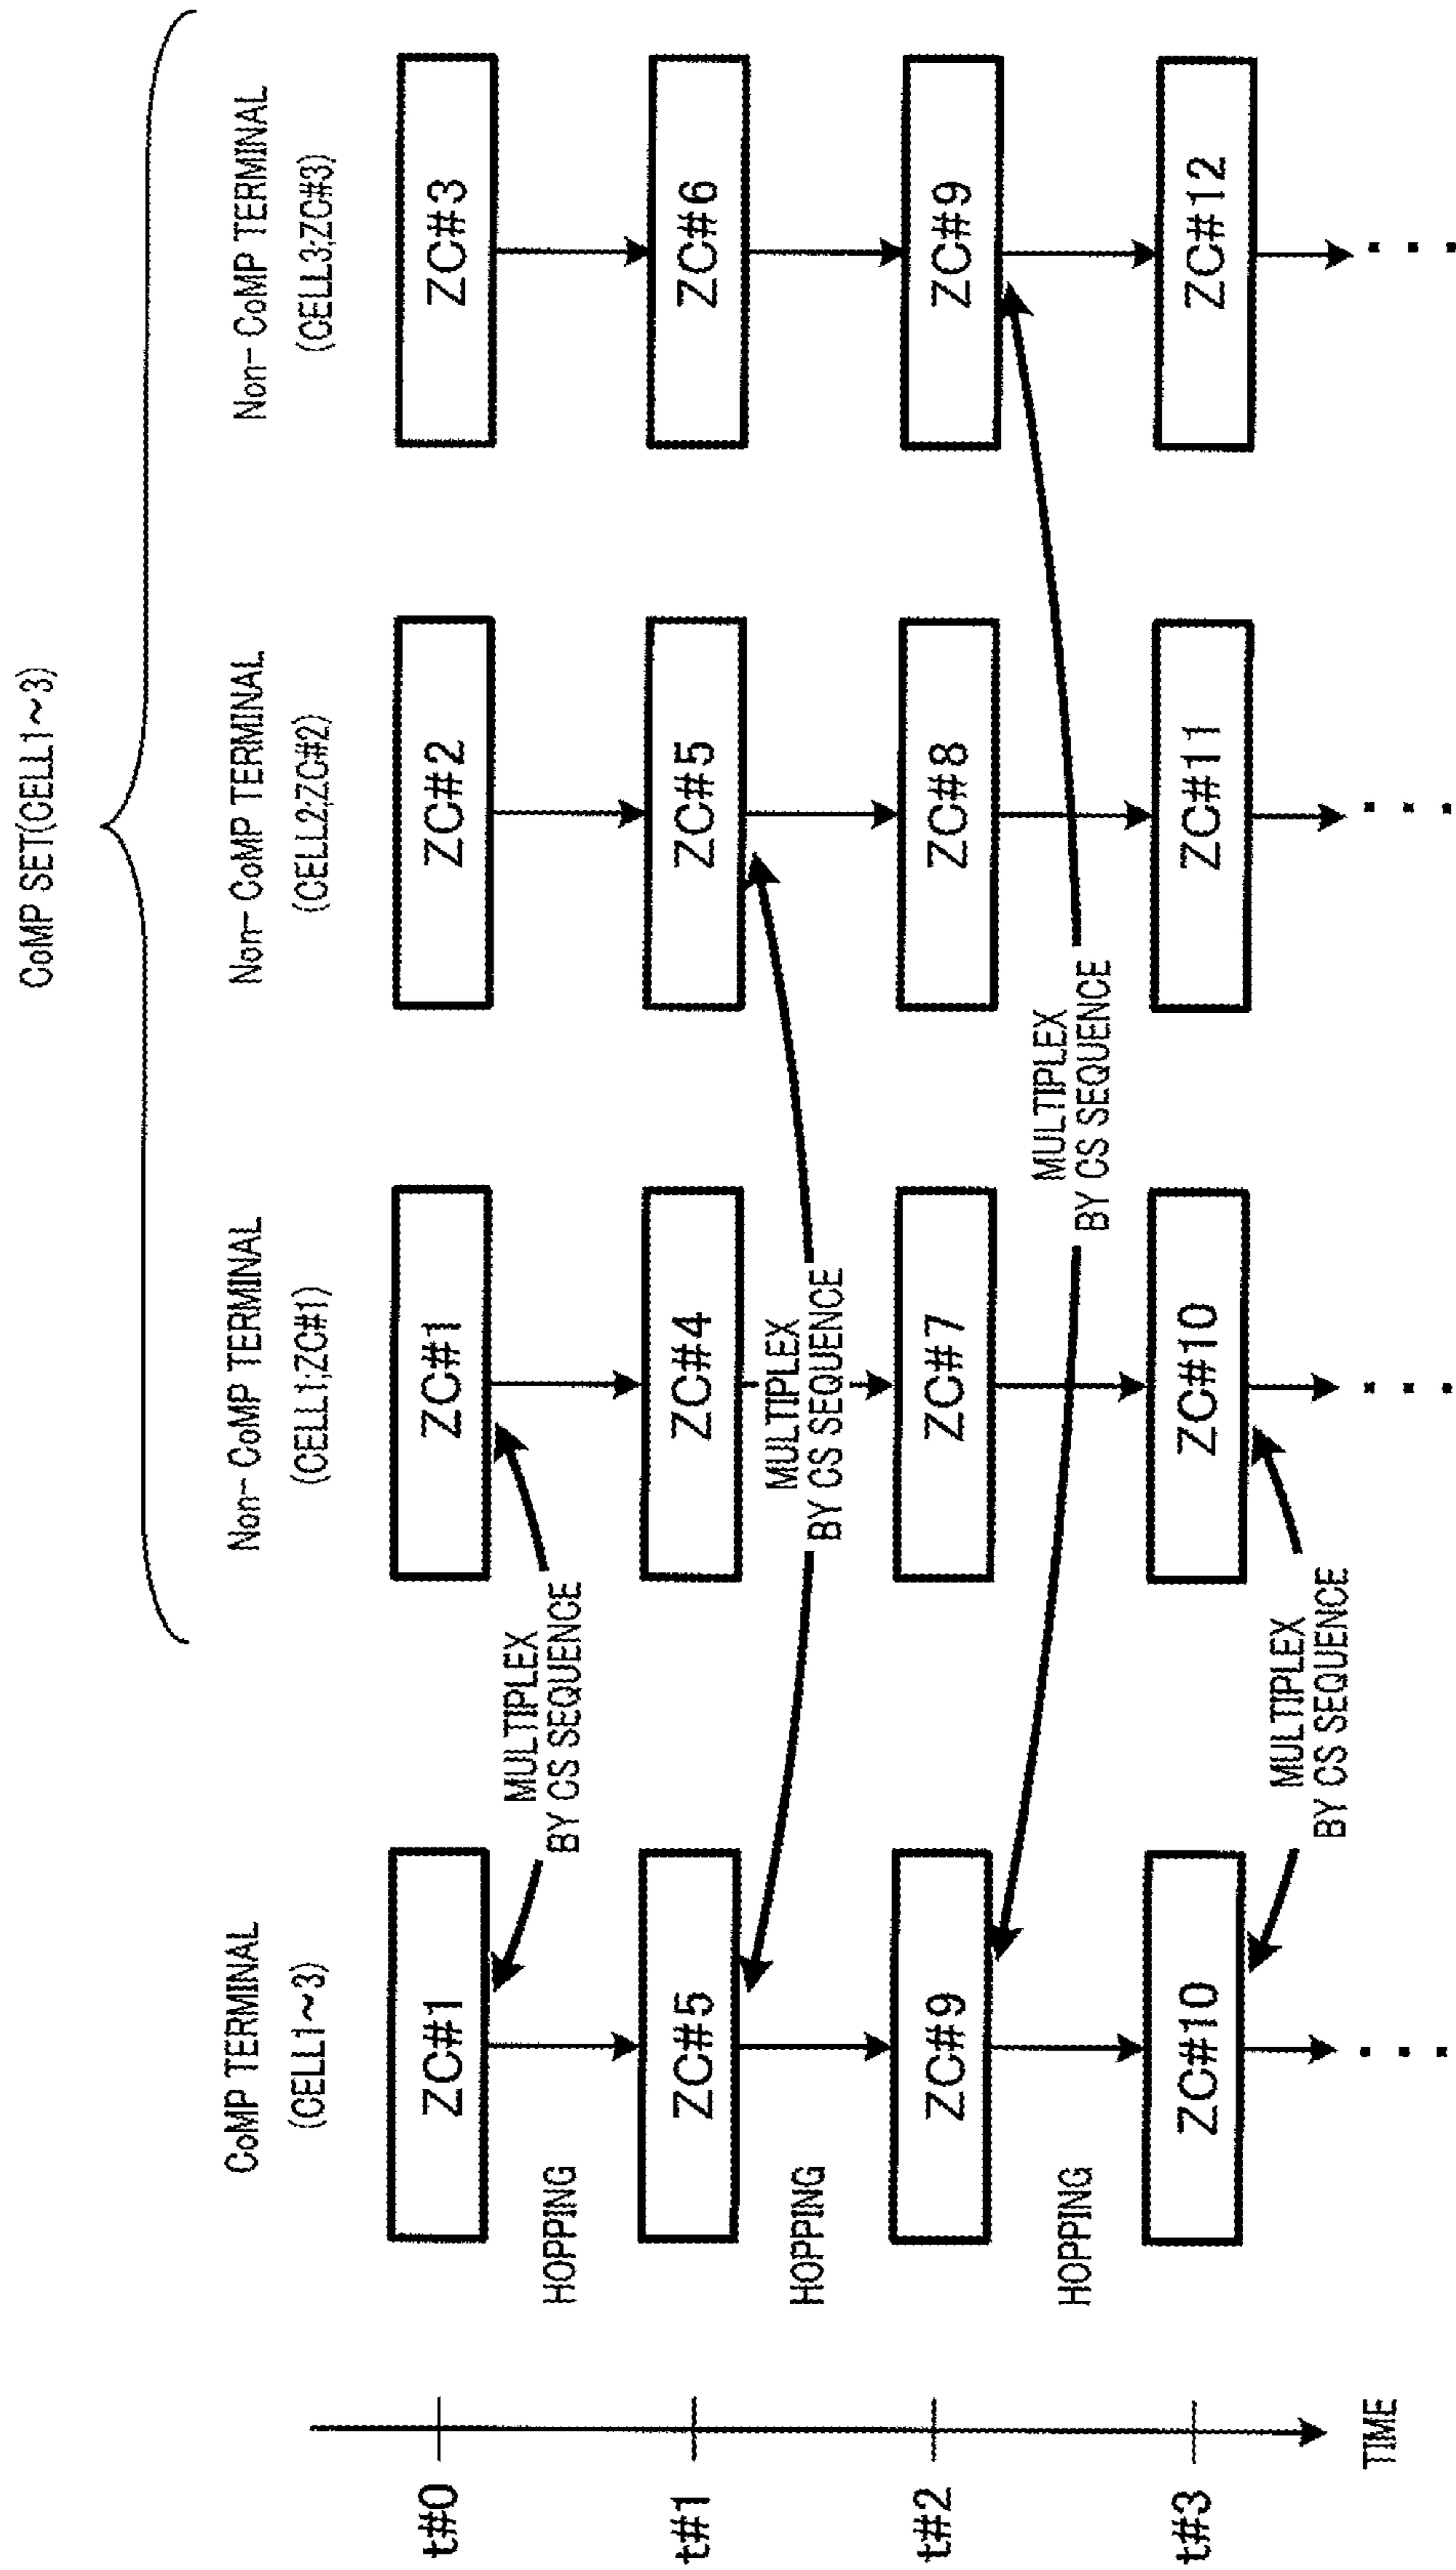 CoMP SET(CELL1~3)
CoMP TERMINAL
(CELL1~3)
Non-CoMP TERMINAL
(CELL1;ZC#1)
Non-CoMP TERMINAL
(CELL2;ZC#2)
Non-CoMP TERMINAL
(CELL3;ZC#3)
t#0
ZC#1
ZC#1
ZC#2
ZC#3
HOPPING
MULTIPLEX
BY CS SEQUENCE
t#1
ZC#5
ZC#4
ZC#5
ZC#6
HOPPING
MULTIPLEX
BY CS SEQUENCE
t#2
ZC#9
ZC#7
ZC#8
ZC#9
HOPPING
MULTIPLEX
BY CS SEQUENCE
t#3
ZC#10
ZC#10
ZC#11
ZC#12
MULTIPLEX
BY CS SEQUENCE
TIME